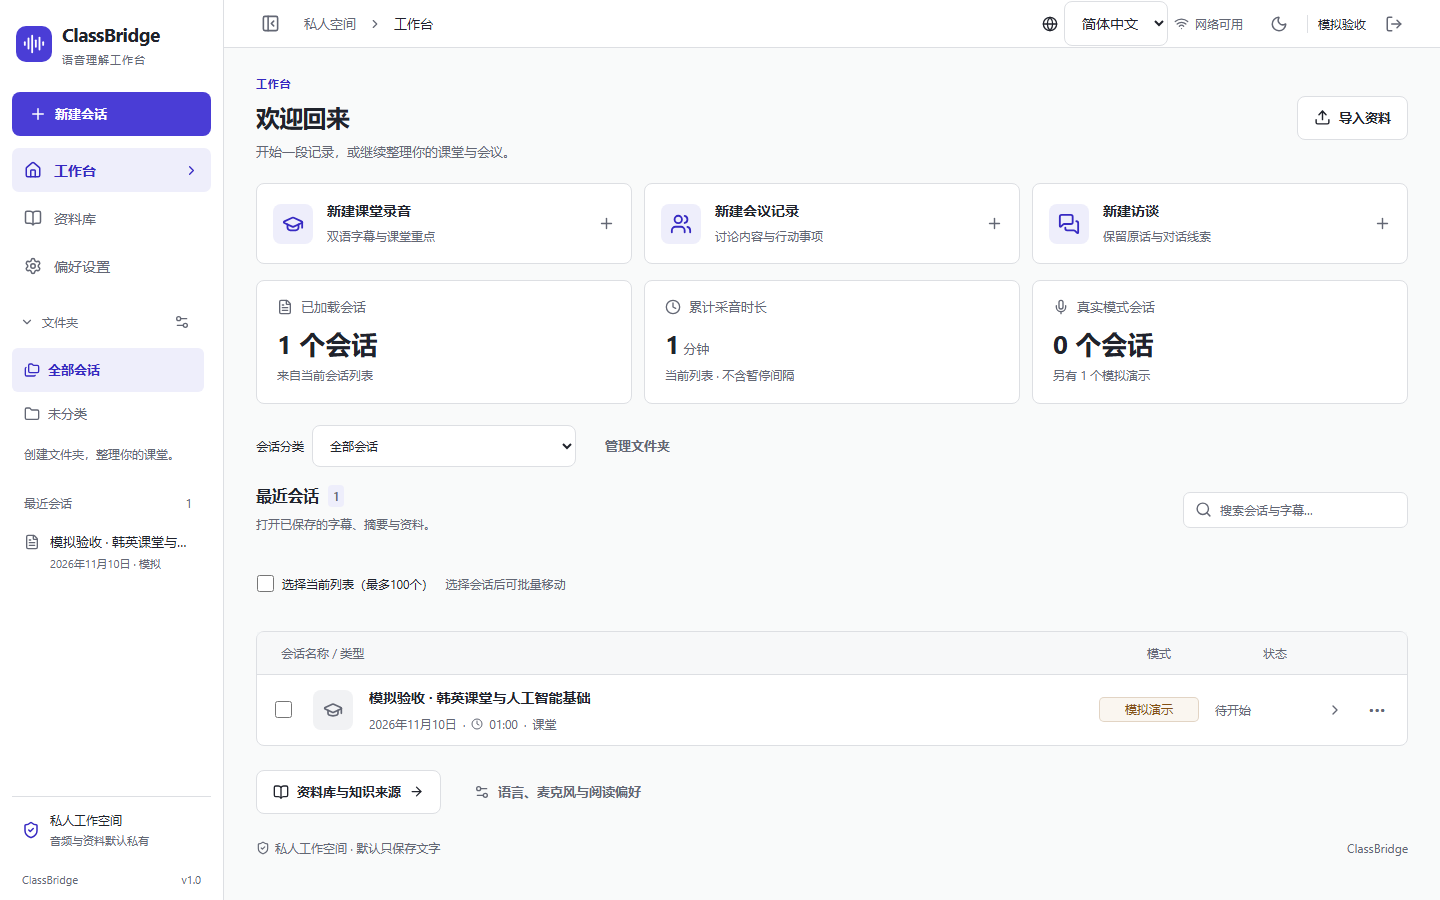 ClassBridge
语音理解工作台
新建会话
工作台
资料库
偏好设置
文件夹
全部会话
未分类
创建文件夹，整理你的课堂。
最近会话 1
模拟验收 · 韩英课堂与...
2026年11月10日 · 模拟
私人工作空间
音频与资料默认私有
ClassBridge v1.0
私人空间 工作台 简体中文 网络可用 模拟验收
工作台
欢迎回来
开始一段记录，或继续整理你的课堂与会议。
导入资料
新建课堂录音
双语字幕与课堂重点
新建会议记录
讨论内容与行动事项
新建访谈
保留原话与对话线索
已加载会话
1 个会话
来自当前会话列表
累计采音时长
1 分钟
当前列表 · 不含暂停间隔
真实模式会话
0 个会话
另有 1 个模拟演示
会话分类 全部会话 管理文件夹
最近会话 1
打开已保存的字幕、摘要与资料。
搜索会话与字幕...
选择当前列表（最多100个） 选择会话后可批量移动
会话名称 / 类型 模式 状态
模拟验收 · 韩英课堂与人工智能基础
2026年11月10日 · 01:00 · 课堂
模拟演示 待开始
资料库与知识来源 语言、麦克风与阅读偏好
私人工作空间 · 默认只保存文字 ClassBridge